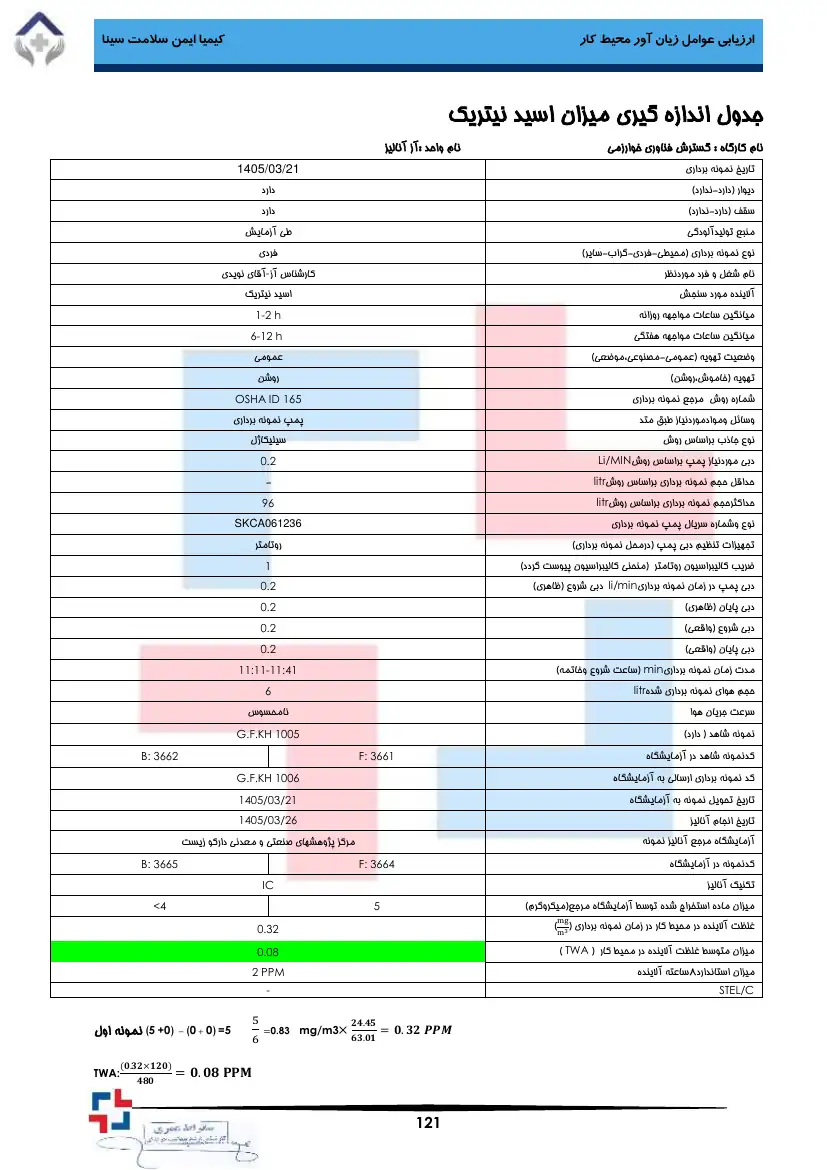 ارزیابی عوامل زیان آور محیط کار
کیمیا ایمن سلامت سینا
جدول اندازه گیری میزان اسید نیتریک
نام کارگاه : گسترش فناوری خوارزمی نام واحد :آز آنالیز
تاریخ نمونه برداری 1405/03/21
دیوار (دارد-ندارد) دارد
سقف (دارد-ندارد) دارد
منبع تولیدآلودگی طی آزمایش
نوع نمونه برداری (محیطی-فردی-گراب-سایر) فردی
نام شغل و فرد موردنظر کارشناس آز-آقای نویدی
آلاینده مورد سنجش اسید نیتریک
میانگین ساعات مواجهه روزانه 1-2 h
میانگین ساعات مواجهه هفتگی 6-12 h
وضعیت تهویه (عمومی-مصنوعی،موضعی) عمومی
تهویه (خاموش،روشن) روشن
شماره روش مرجع نمونه برداری OSHA ID 165
وسائل وموادموردنیاز طبق متد پمپ نمونه برداری
نوع جاذب براساس روش سیلیکاژل
دبی موردنیاز پمپ براساس روشLi/MIN 0.2
حداقل حجم نمونه برداری براساس روشlitr –
حداکثرحجم نمونه برداری براساس روشlitr 96
نوع وشماره سریال پمپ نمونه برداری SKCA061236
تجهیزات تنظیم دبی پمپ (درمحل نمونه برداری) روتامتر
ضریب کالیبراسیون روتامتر (منحنی کالیبراسیون پیوست گردد) 1
دبی پمپ در زمان نمونه برداریli/min دبی شروع (ظاهری) 0.2
دبی پایان (ظاهری) 0.2
دبی شروع (واقعی) 0.2
دبی پایان (واقعی) 0.2
مدت زمان نمونه برداریmin (ساعت شروع وخاتمه) 11:11-11:41
حجم هوای نمونه برداری شدهlitr 6
سرعت جریان هوا نامحسوس
نمونه شاهد ( دارد) G.F.KH 1005
کدنمونه شاهد در آزمایشگاه F: 3661 B: 3662
کد نمونه برداری ارسالی به آزمایشگاه G.F.KH 1006
تاریخ تحویل نمونه به آزمایشگاه 1405/03/21
تاریخ انجام آنالیز 1405/03/26
آزمایشگاه مرجع آنالیز نمونه مرکز پژوهشهای صنعتی و معدنی دارکو زیست
کدنمونه در آزمایشگاه F: 3664 B: 3665
تکنیک آنالیز IC
میزان ماده استخراج شده توسط آزمایشگاه مرجع(میکروگرم) 5 <4
غلظت آلاینده در محیط کار در زمان نمونه برداری (mg/m³) 0.32
میزان متوسط غلظت آلاینده در محیط کار ( TWA ) 0.08
میزان استاندارد۸ساعته آلاینده 2 PPM
STEL/C -
نمونه اول (5 +0) – (0 + 0) =5 5/6 =0.83 mg/m3× 24.45/63.01 = 0.32 PPM
TWA:(0.32×120)/480 = 0.08 PPM
121